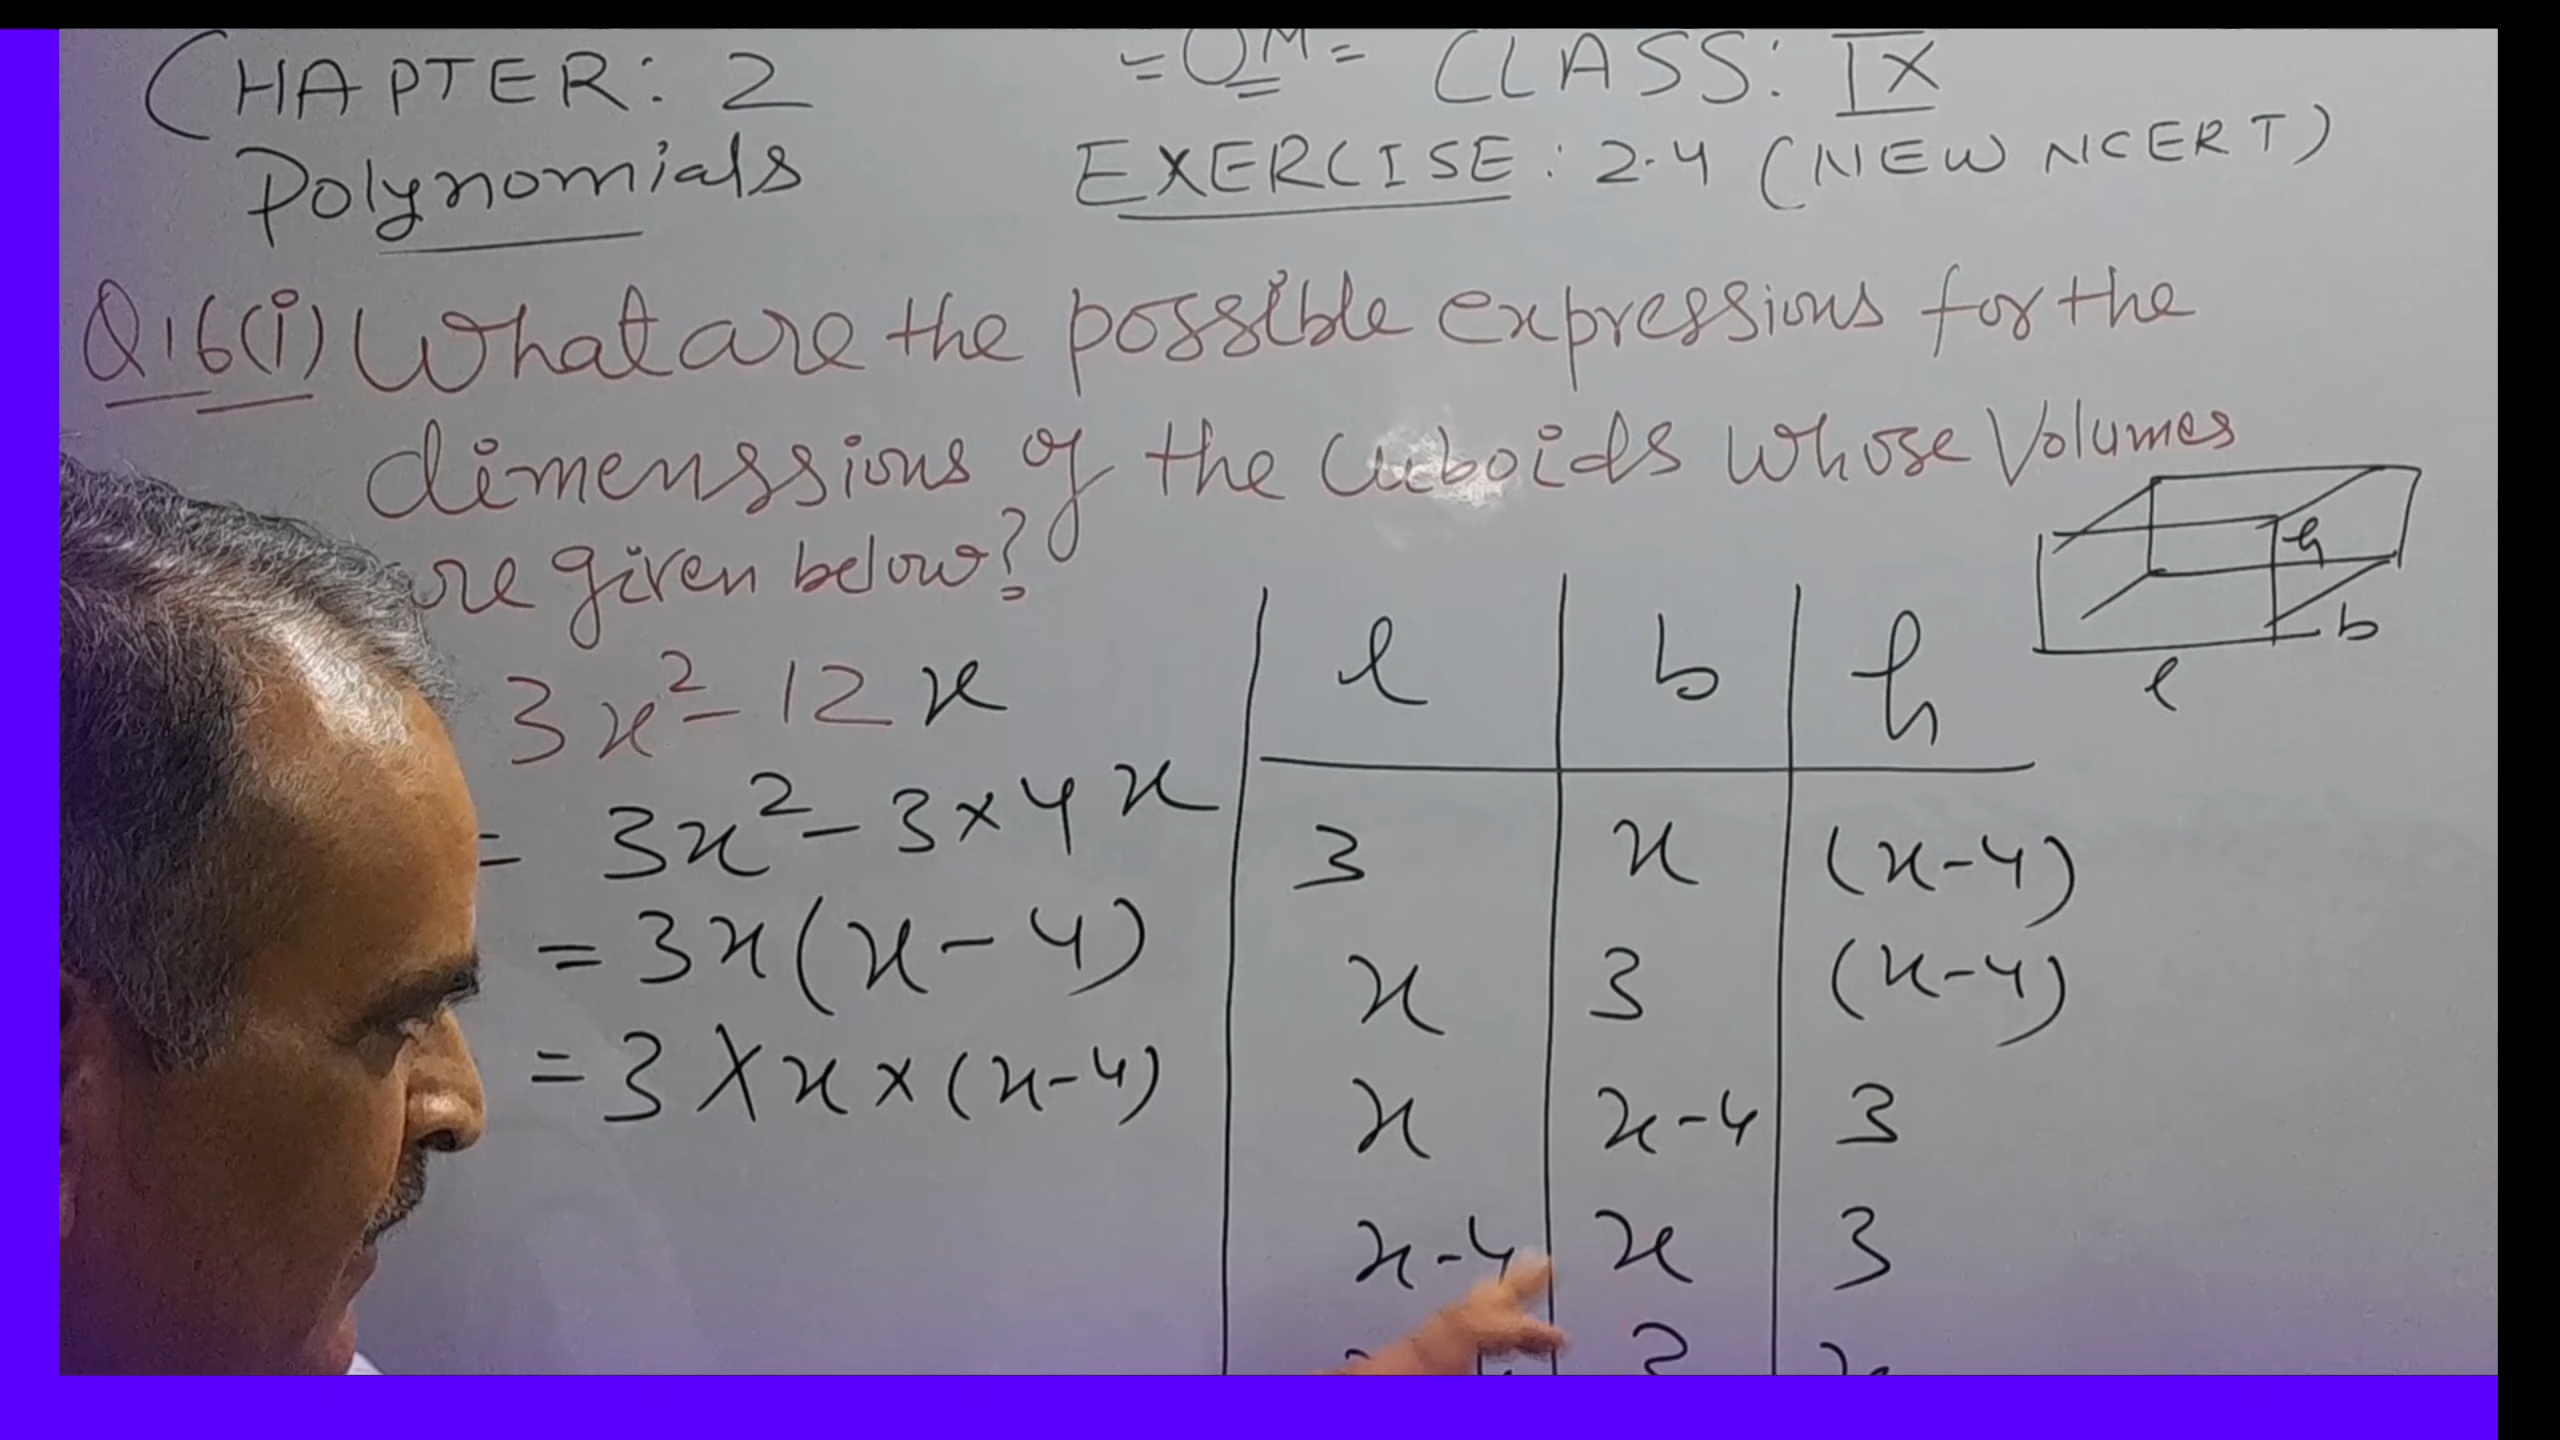 CHAPTER: 2
Polynomials
=OM= CLASS: IX
EXERCISE: 2.4 (NEW NCERT)
Q.16(i) What are the possible expressions for the
dimenssions of the cuboids whose Volumes
re given below?
3x² - 12x
= 3x² - 3×4x
= 3x(x-4)
= 3 × x × (x-4)
l b h
3 x (x-4)
x 3 (x-4)
x x-4 3
x-4 x 3
3
h
b
l